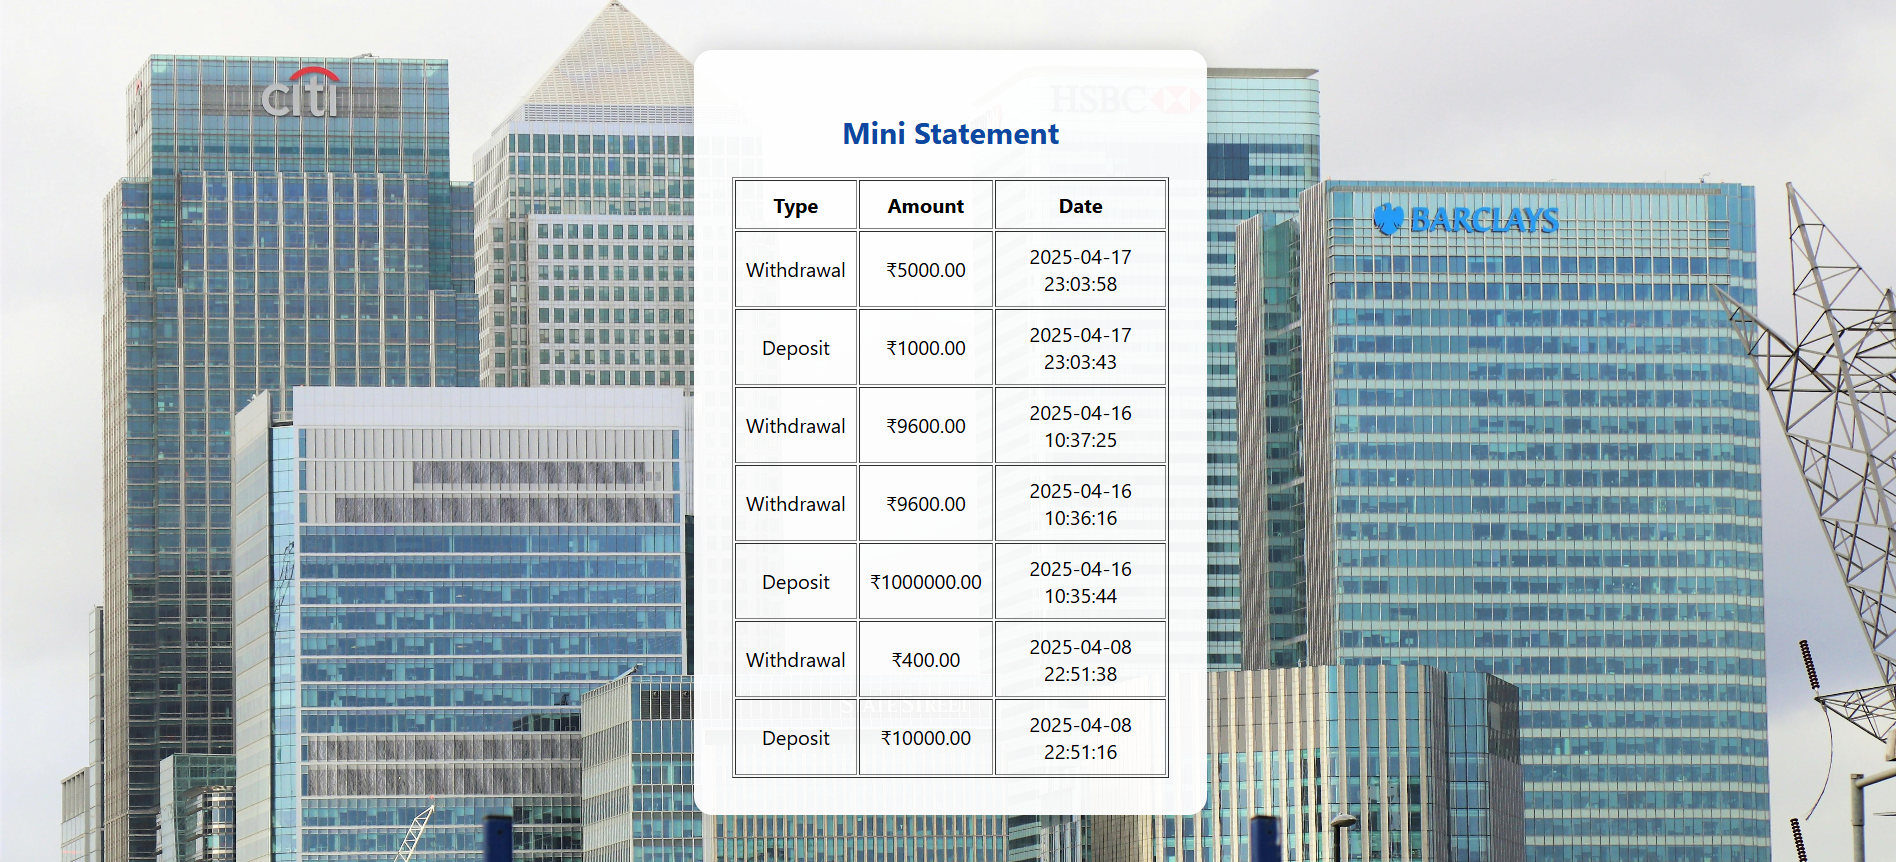 citi
HSBC
BARCLAYS
Mini Statement
Type Amount Date
Withdrawal ₹5000.00 2025-04-17
23:03:58
Deposit ₹1000.00 2025-04-17
23:03:43
Withdrawal ₹9600.00 2025-04-16
10:37:25
Withdrawal ₹9600.00 2025-04-16
10:36:16
Deposit ₹1000000.00 2025-04-16
10:35:44
Withdrawal ₹400.00 2025-04-08
22:51:38
STATE STREET
Deposit ₹10000.00 2025-04-08
22:51:16